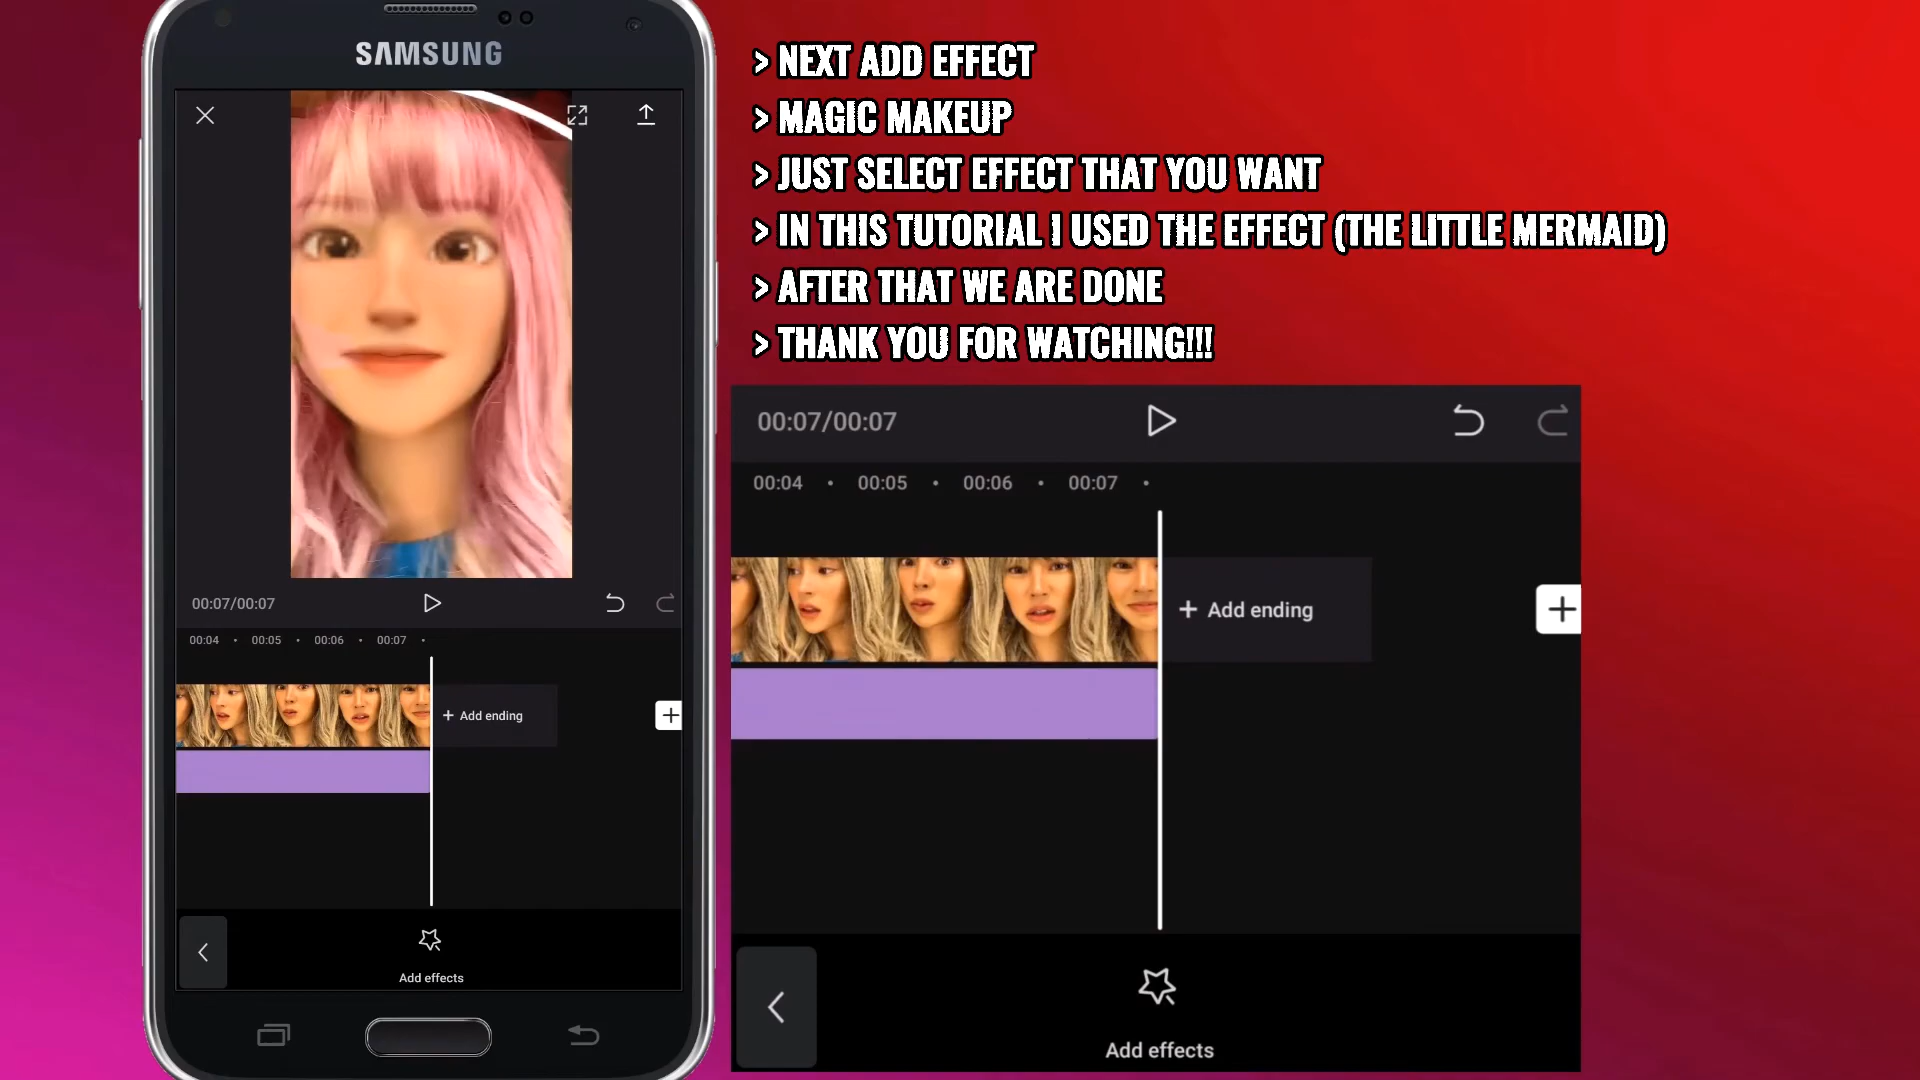 SAMSUNG
00:07/00:07
00:04 • 00:05 • 00:06 • 00:07 •
+ Add ending
+
Add effects
> NEXT ADD EFFECT
> MAGIC MAKEUP
> JUST SELECT EFFECT THAT YOU WANT
> IN THIS TUTORIAL I USED THE EFFECT (THE LITTLE MERMAID)
> AFTER THAT WE ARE DONE
> THANK YOU FOR WATCHING!!!
00:07/00:07
00:04 • 00:05 • 00:06 • 00:07 •
+ Add ending
+
Add effects